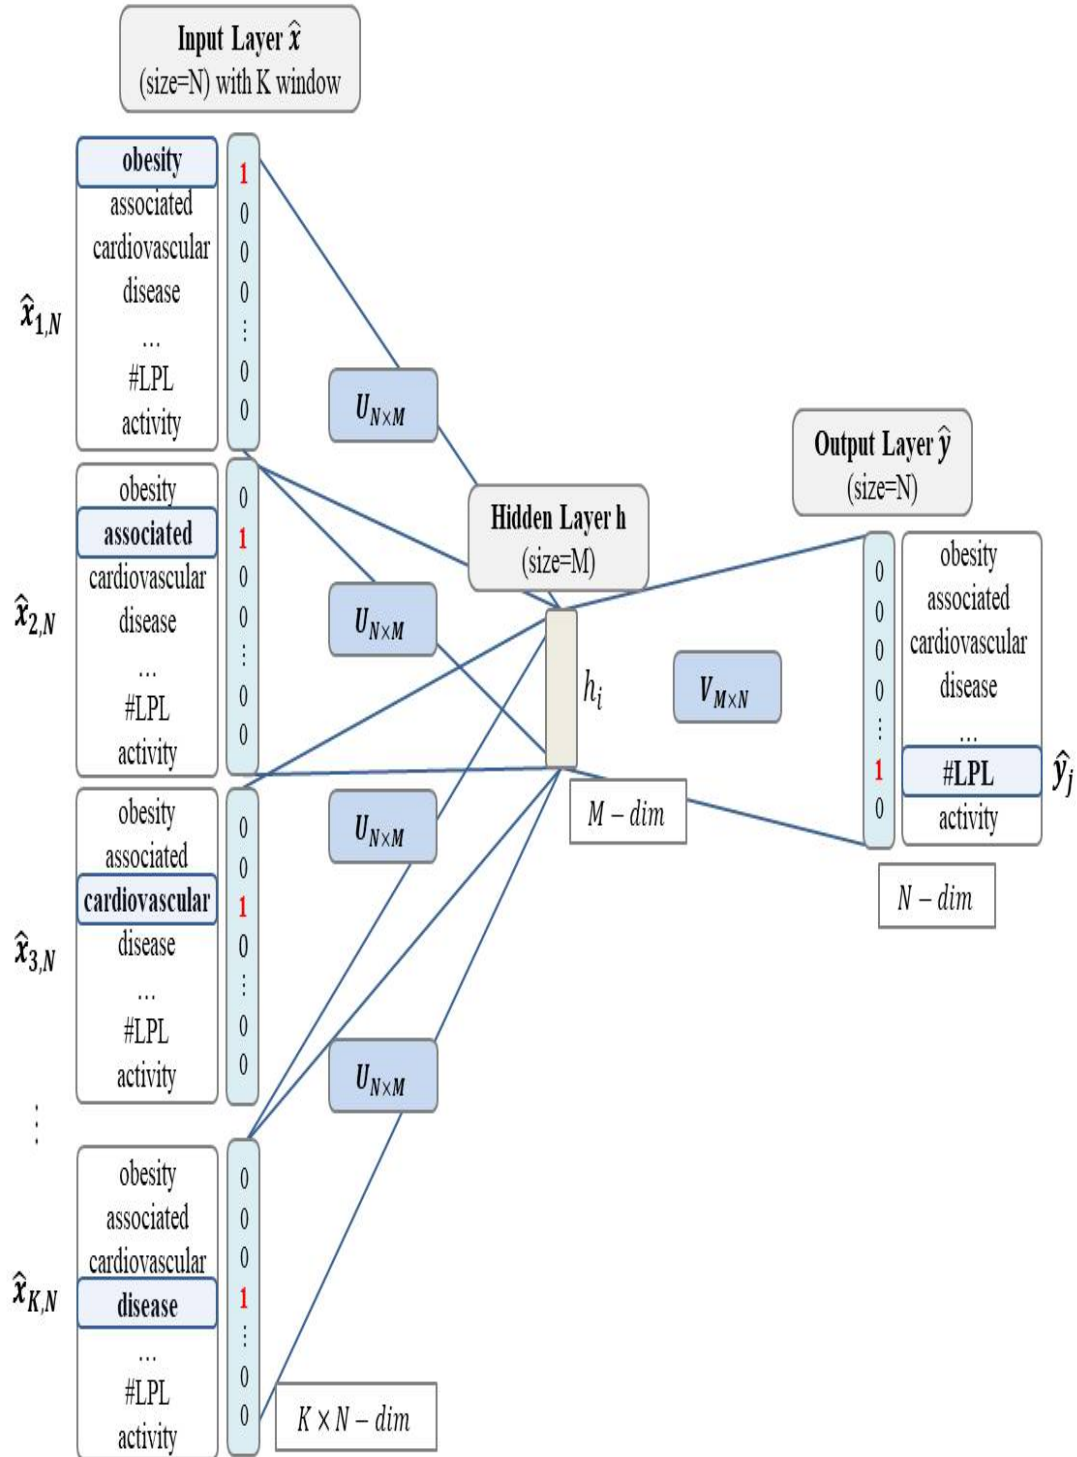 Input Layer x̂
(size=N) with K window
x̂1,N
obesity 1
associated 0
cardiovascular 0
disease 0
... ⋮
#LPL 0
activity 0
U N×M
x̂2,N
obesity 0
associated 1
cardiovascular 0
disease 0
... ⋮
#LPL 0
activity 0
U N×M
x̂3,N
obesity 0
associated 0
cardiovascular 1
disease 0
... ⋮
#LPL 0
activity 0
U N×M
⋮
x̂K,N
obesity 0
associated 0
cardiovascular 0
disease 1
... ⋮
#LPL 0
activity 0
U N×M
K × N − dim
Hidden Layer h
(size=M)
hi
M − dim
V M×N
Output Layer ŷ
(size=N)
0 obesity
0 associated
0 cardiovascular
0 disease
⋮ ...
1 #LPL
0 activity
ŷj
N − dim